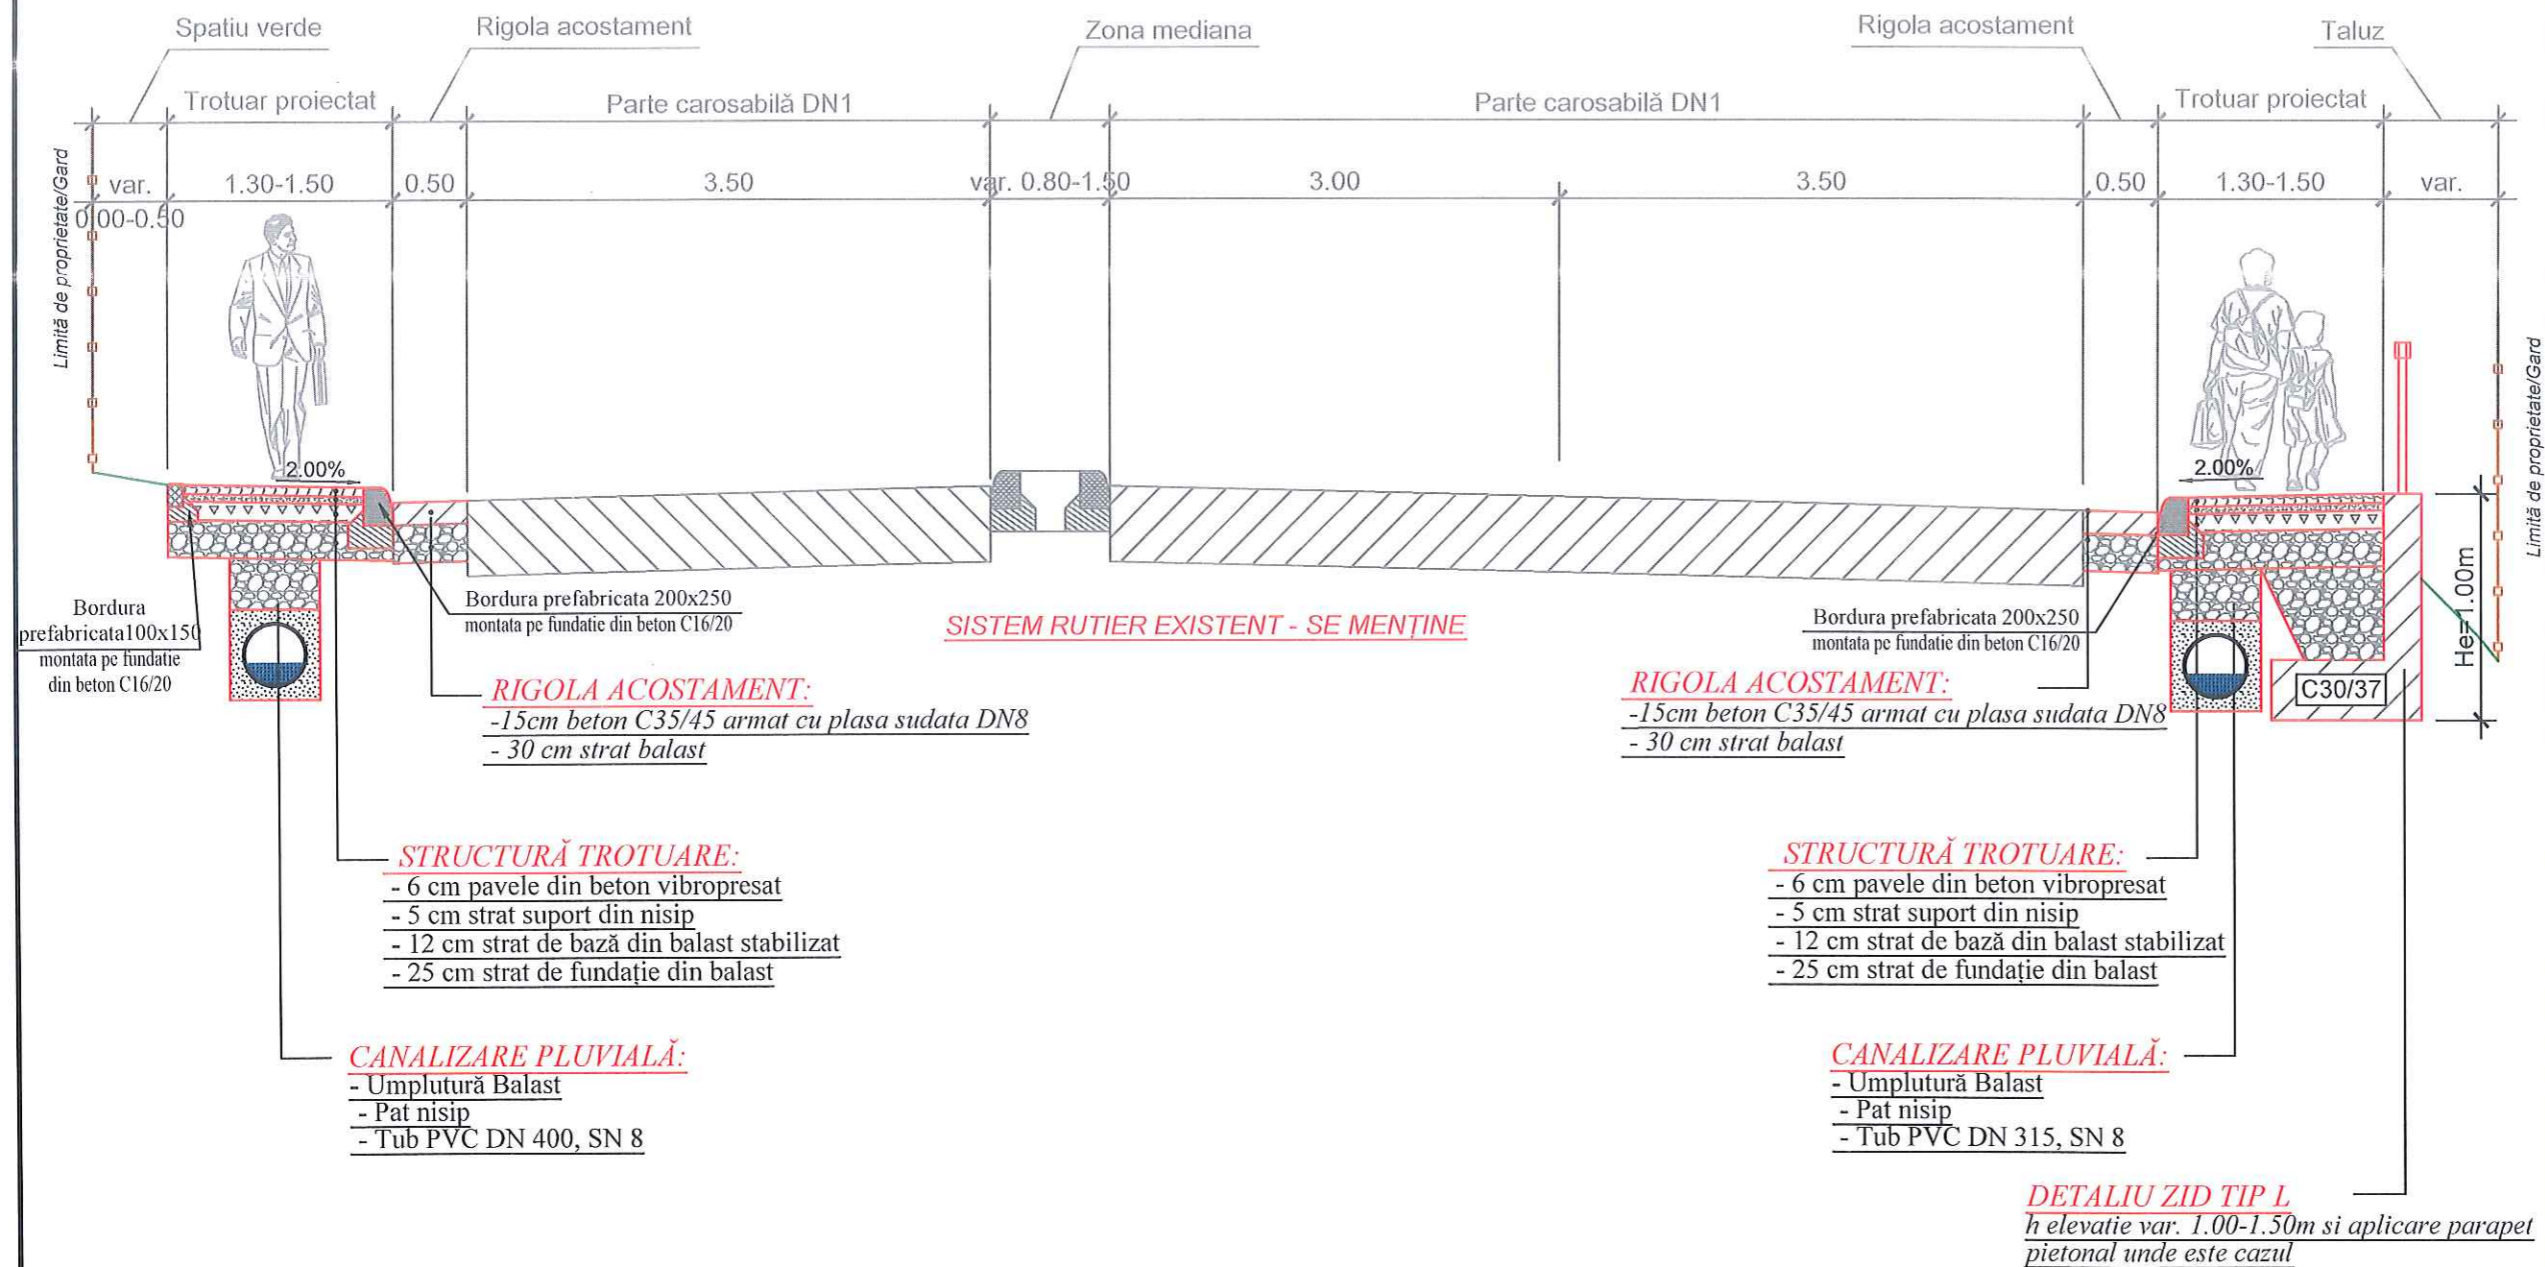 Spatiu verde
Rigola acostament
Zona mediana
Rigola acostament
Taluz
Trotuar proiectat
Parte carosabilă DN1
Parte carosabilă DN1
Trotuar proiectat
Limită de proprietate/Gard
var.
1.30-1.50
0.50
3.50
var. 0.80-1.50
3.00
3.50
0.50
1.30-1.50
var.
0.00-0.50
Limită de proprietate/Gard
2.00%
2.00%
Bordura
prefabricata100x150
montata pe fundatie
din beton C16/20
Bordura prefabricata 200x250
montata pe fundatie din beton C16/20
SISTEM RUTIER EXISTENT - SE MENȚINE
Bordura prefabricata 200x250
montata pe fundatie din beton C16/20
He=1.00m
C30/37
RIGOLA ACOSTAMENT:
-15cm beton C35/45 armat cu plasa sudata DN8
- 30 cm strat balast
RIGOLA ACOSTAMENT:
-15cm beton C35/45 armat cu plasa sudata DN8
- 30 cm strat balast
STRUCTURĂ TROTUARE:
- 6 cm pavele din beton vibropresat
- 5 cm strat suport din nisip
- 12 cm strat de bază din balast stabilizat
- 25 cm strat de fundație din balast
STRUCTURĂ TROTUARE:
- 6 cm pavele din beton vibropresat
- 5 cm strat suport din nisip
- 12 cm strat de bază din balast stabilizat
- 25 cm strat de fundație din balast
CANALIZARE PLUVIALĂ:
- Umplutură Balast
- Pat nisip
- Tub PVC DN 400, SN 8
CANALIZARE PLUVIALĂ:
- Umplutură Balast
- Pat nisip
- Tub PVC DN 315, SN 8
DETALIU ZID TIP L
h elevatie var. 1.00-1.50m si aplicare parapet
pietonal unde este cazul